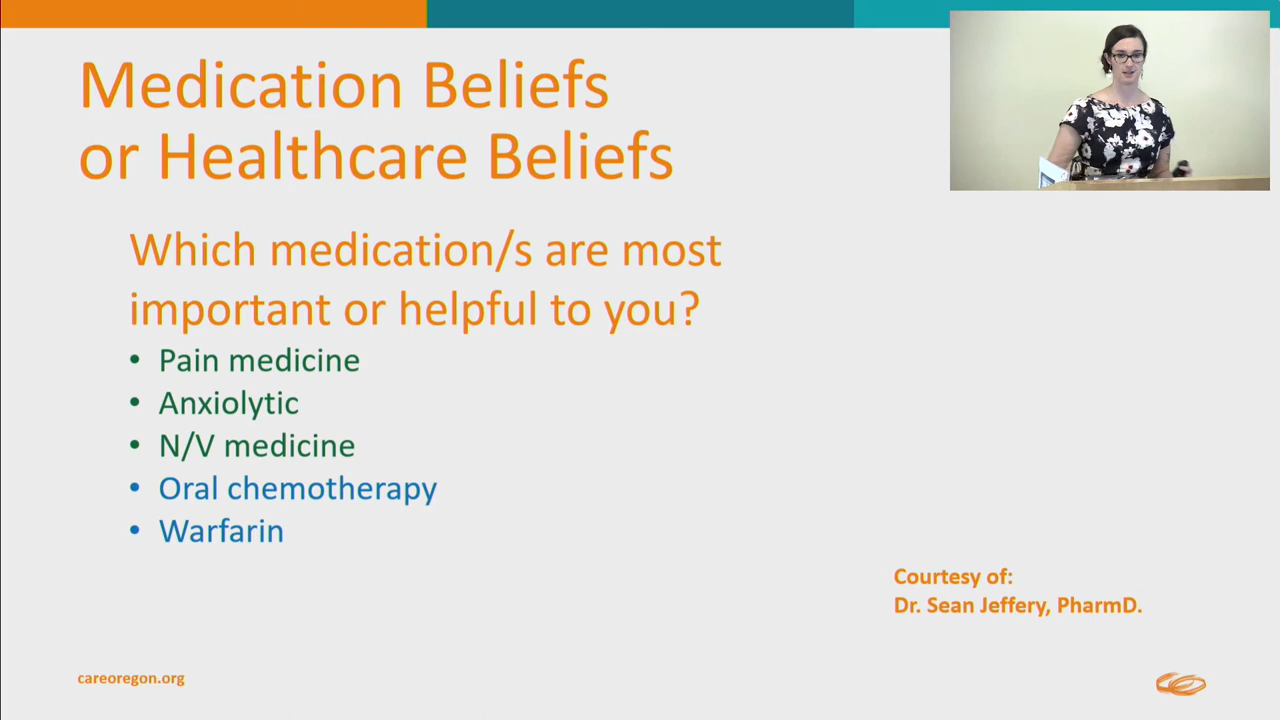 Medication Beliefs
or Healthcare Beliefs
Which medication/s are most
important or helpful to you?
• Pain medicine
• Anxiolytic
• N/V medicine
• Oral chemotherapy
• Warfarin
Courtesy of:
Dr. Sean Jeffery, PharmD.
careoregon.org